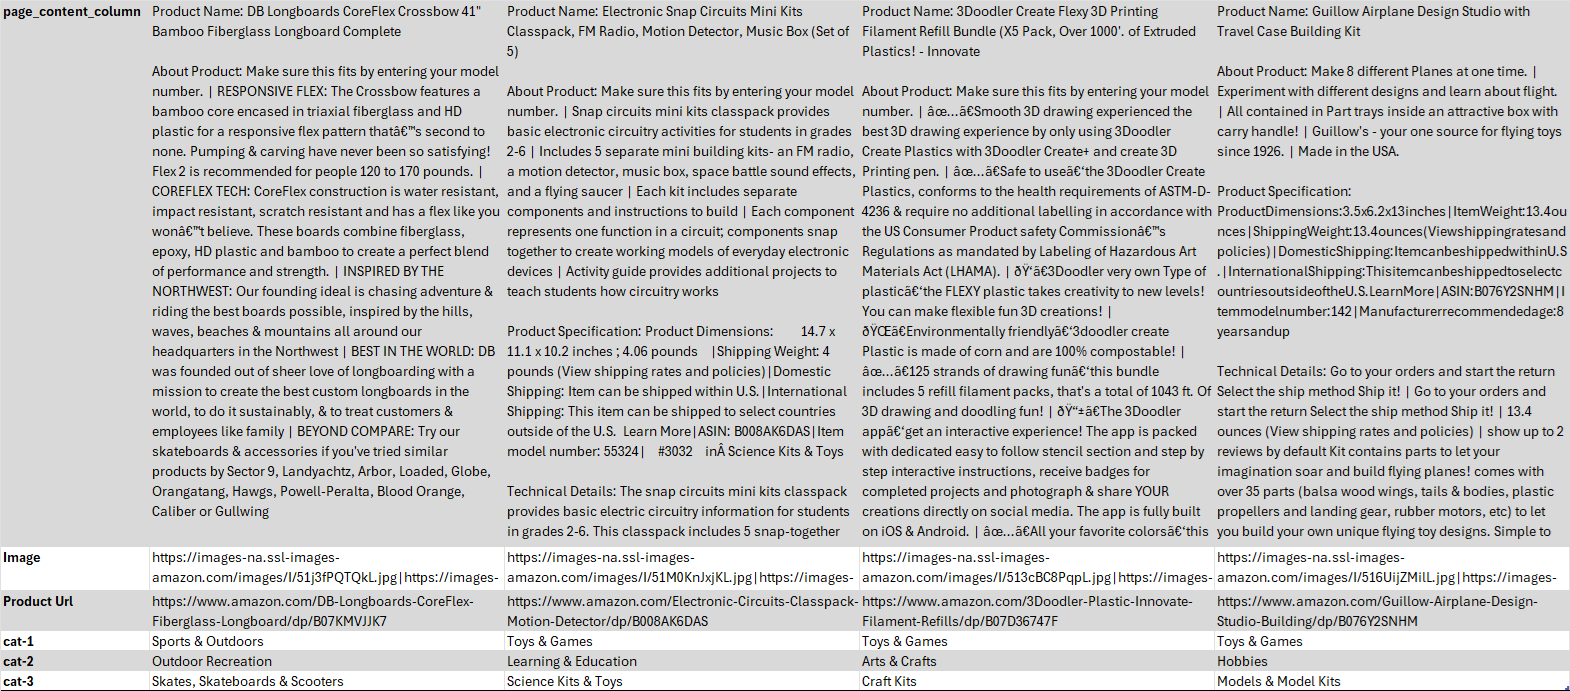 page_content_column
Product Name: DB Longboards CoreFlex Crossbow 41"
Bamboo Fiberglass Longboard Complete
About Product: Make sure this fits by entering your model
number. | RESPONSIVE FLEX: The Crossbow features a
bamboo core encased in triaxial fiberglass and HD
plastic for a responsive flex pattern thatâ€™s second to
none. Pumping & carving have never been so satisfying!
Flex 2 is recommended for people 120 to 170 pounds. |
COREFLEX TECH: CoreFlex construction is water resistant,
impact resistant, scratch resistant and has a flex like you
wonâ€™t believe. These boards combine fiberglass,
epoxy, HD plastic and bamboo to create a perfect blend
of performance and strength. | INSPIRED BY THE
NORTHWEST: Our founding ideal is chasing adventure &
riding the best boards possible, inspired by the hills,
waves, beaches & mountains all around our
headquarters in the Northwest | BEST IN THE WORLD: DB
was founded out of sheer love of longboarding with a
mission to create the best custom longboards in the
world, to do it sustainably, & to treat customers &
employees like family | BEYOND COMPARE: Try our
skateboards & accessories if you've tried similar
products by Sector 9, Landyachtz, Arbor, Loaded, Globe,
Orangatang, Hawgs, Powell-Peralta, Blood Orange,
Caliber or Gullwing
Product Name: Electronic Snap Circuits Mini Kits
Classpack, FM Radio, Motion Detector, Music Box (Set of
5)
About Product: Make sure this fits by entering your model
number. | Snap circuits mini kits classpack provides
basic electronic circuitry activities for students in grades
2-6 | Includes 5 separate mini building kits- an FM radio,
a motion detector, music box, space battle sound effects,
and a flying saucer | Each kit includes separate
components and instructions to build | Each component
represents one function in a circuit; components snap
together to create working models of everyday electronic
devices | Activity guide provides additional projects to
teach students how circuitry works
Product Specification: Product Dimensions: 14.7 x
11.1 x 10.2 inches ; 4.06 pounds |Shipping Weight: 4
pounds (View shipping rates and policies)|Domestic
Shipping: Item can be shipped within U.S.|International
Shipping: This item can be shipped to select countries
outside of the U.S. Learn More|ASIN: B008AK6DAS|Item
model number: 55324| #3032 inÂ Science Kits & Toys
Technical Details: The snap circuits mini kits classpack
provides basic electric circuitry information for students
in grades 2-6. This classpack includes 5 snap-together
Product Name: 3Doodler Create Flexy 3D Printing
Filament Refill Bundle (X5 Pack, Over 1000'. of Extruded
Plastics! - Innovate
About Product: Make sure this fits by entering your model
number. | âœ…ã€Smooth 3D drawing experienced the
best 3D drawing experience by only using 3Doodler
Create Plastics with 3Doodler Create+ and create 3D
Printing pen. | âœ…ã€Safe to useã€‘the 3Doodler Create
Plastics, conforms to the health requirements of ASTM-D-
4236 & require no additional labelling in accordance with
the US Consumer Product safety Commissionâ€™s
Regulations as mandated by Labeling of Hazardous Art
Materials Act (LHAMA). | ðŸ‘ã€3Doodler very own Type of
plasticã€‘the FLEXY plastic takes creativity to new levels!
You can make flexible fun 3D creations! |
ðŸŒã€Environmentally friendlyã€‘3doodler create
Plastic is made of corn and are 100% compostable! |
âœ…ã€125 strands of drawing funã€‘this bundle
includes 5 refill filament packs, that's a total of 1043 ft. Of
3D drawing and doodling fun! | ðŸ“±ã€The 3Doodler
appã€‘get an interactive experience! The app is packed
with dedicated easy to follow stencil section and step by
step interactive instructions, receive badges for
completed projects and photograph & share YOUR
creations directly on social media. The app is fully built
on iOS & Android. | âœ…ã€All your favorite colorsã€‘this
Product Name: Guillow Airplane Design Studio with
Travel Case Building Kit
About Product: Make 8 different Planes at one time. |
Experiment with different designs and learn about flight.
| All contained in Part trays inside an attractive box with
carry handle! | Guillow's - your one source for flying toys
since 1926. | Made in the USA.
Product Specification:
ProductDimensions:3.5x6.2x13inches|ItemWeight:13.4ou
nces|ShippingWeight:13.4ounces(Viewshippingratesand
policies)|DomesticShipping:ItemcanbeshippedwithinU.S
.|InternationalShipping:Thisitemcanbeshippedtoselectc
ountriesoutsideoftheU.S.LearnMore|ASIN:B076Y2SNHM|I
temmodelnumber:142|Manufacturerrecommendedage:8
yearsandup
Technical Details: Go to your orders and start the return
Select the ship method Ship it! | Go to your orders and
start the return Select the ship method Ship it! | 13.4
ounces (View shipping rates and policies) | show up to 2
reviews by default Kit contains parts to let your
imagination soar and build flying planes! comes with
over 35 parts (balsa wood wings, tails & bodies, plastic
propellers and landing gear, rubber motors, etc) to let
you build your own unique flying toy designs. Simple to
Image
https://images-na.ssl-images-
amazon.com/images/I/51j3fPQTQkL.jpg|https://images-
https://images-na.ssl-images-
amazon.com/images/I/51M0KnJxjKL.jpg|https://images-
https://images-na.ssl-images-
amazon.com/images/I/513cBC8PqpL.jpg|https://images-
https://images-na.ssl-images-
amazon.com/images/I/516UijZMilL.jpg|https://images-
Product Url
https://www.amazon.com/DB-Longboards-CoreFlex-
Fiberglass-Longboard/dp/B07KMVJJK7
https://www.amazon.com/Electronic-Circuits-Classpack-
Motion-Detector/dp/B008AK6DAS
https://www.amazon.com/3Doodler-Plastic-Innovate-
Filament-Refills/dp/B07D36747F
https://www.amazon.com/Guillow-Airplane-Design-
Studio-Building/dp/B076Y2SNHM
cat-1
Sports & Outdoors
Toys & Games
Toys & Games
Toys & Games
cat-2
Outdoor Recreation
Learning & Education
Arts & Crafts
Hobbies
cat-3
Skates, Skateboards & Scooters
Science Kits & Toys
Craft Kits
Models & Model Kits